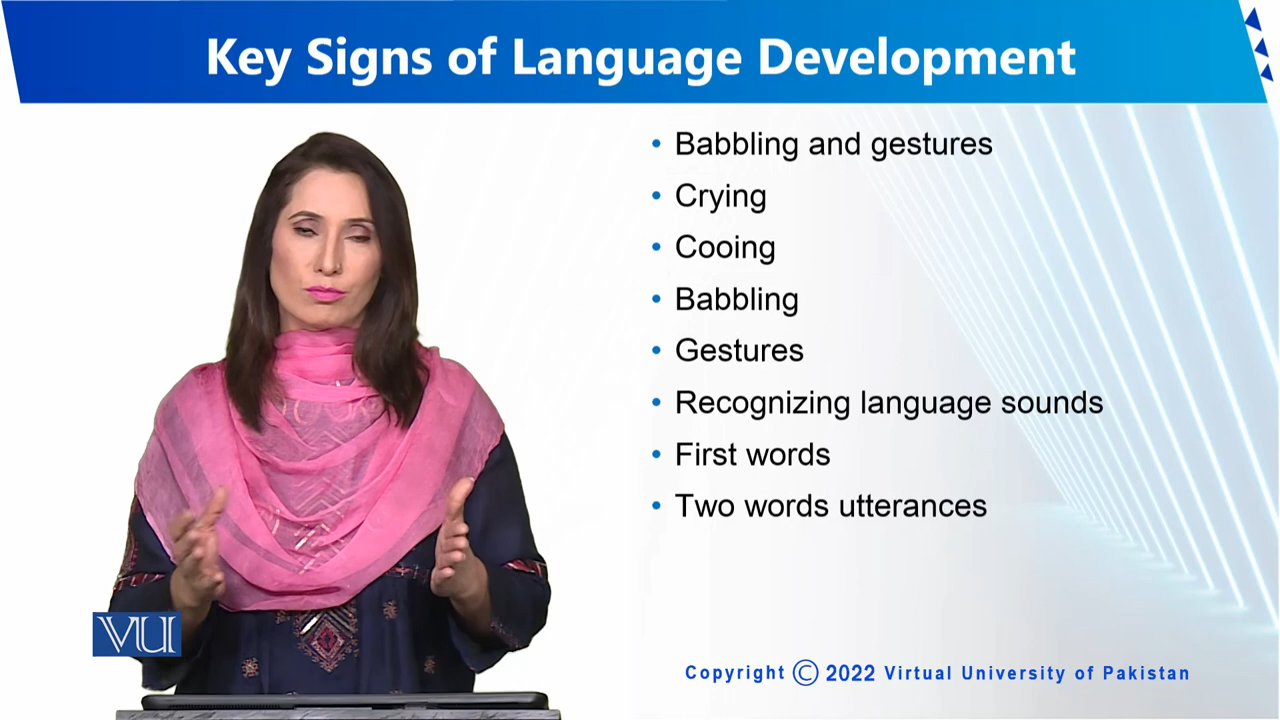 Key Signs of Language Development
• Babbling and gestures
• Crying
• Cooing
• Babbling
• Gestures
• Recognizing language sounds
• First words
• Two words utterances
VU
Copyright © 2022 Virtual University of Pakistan